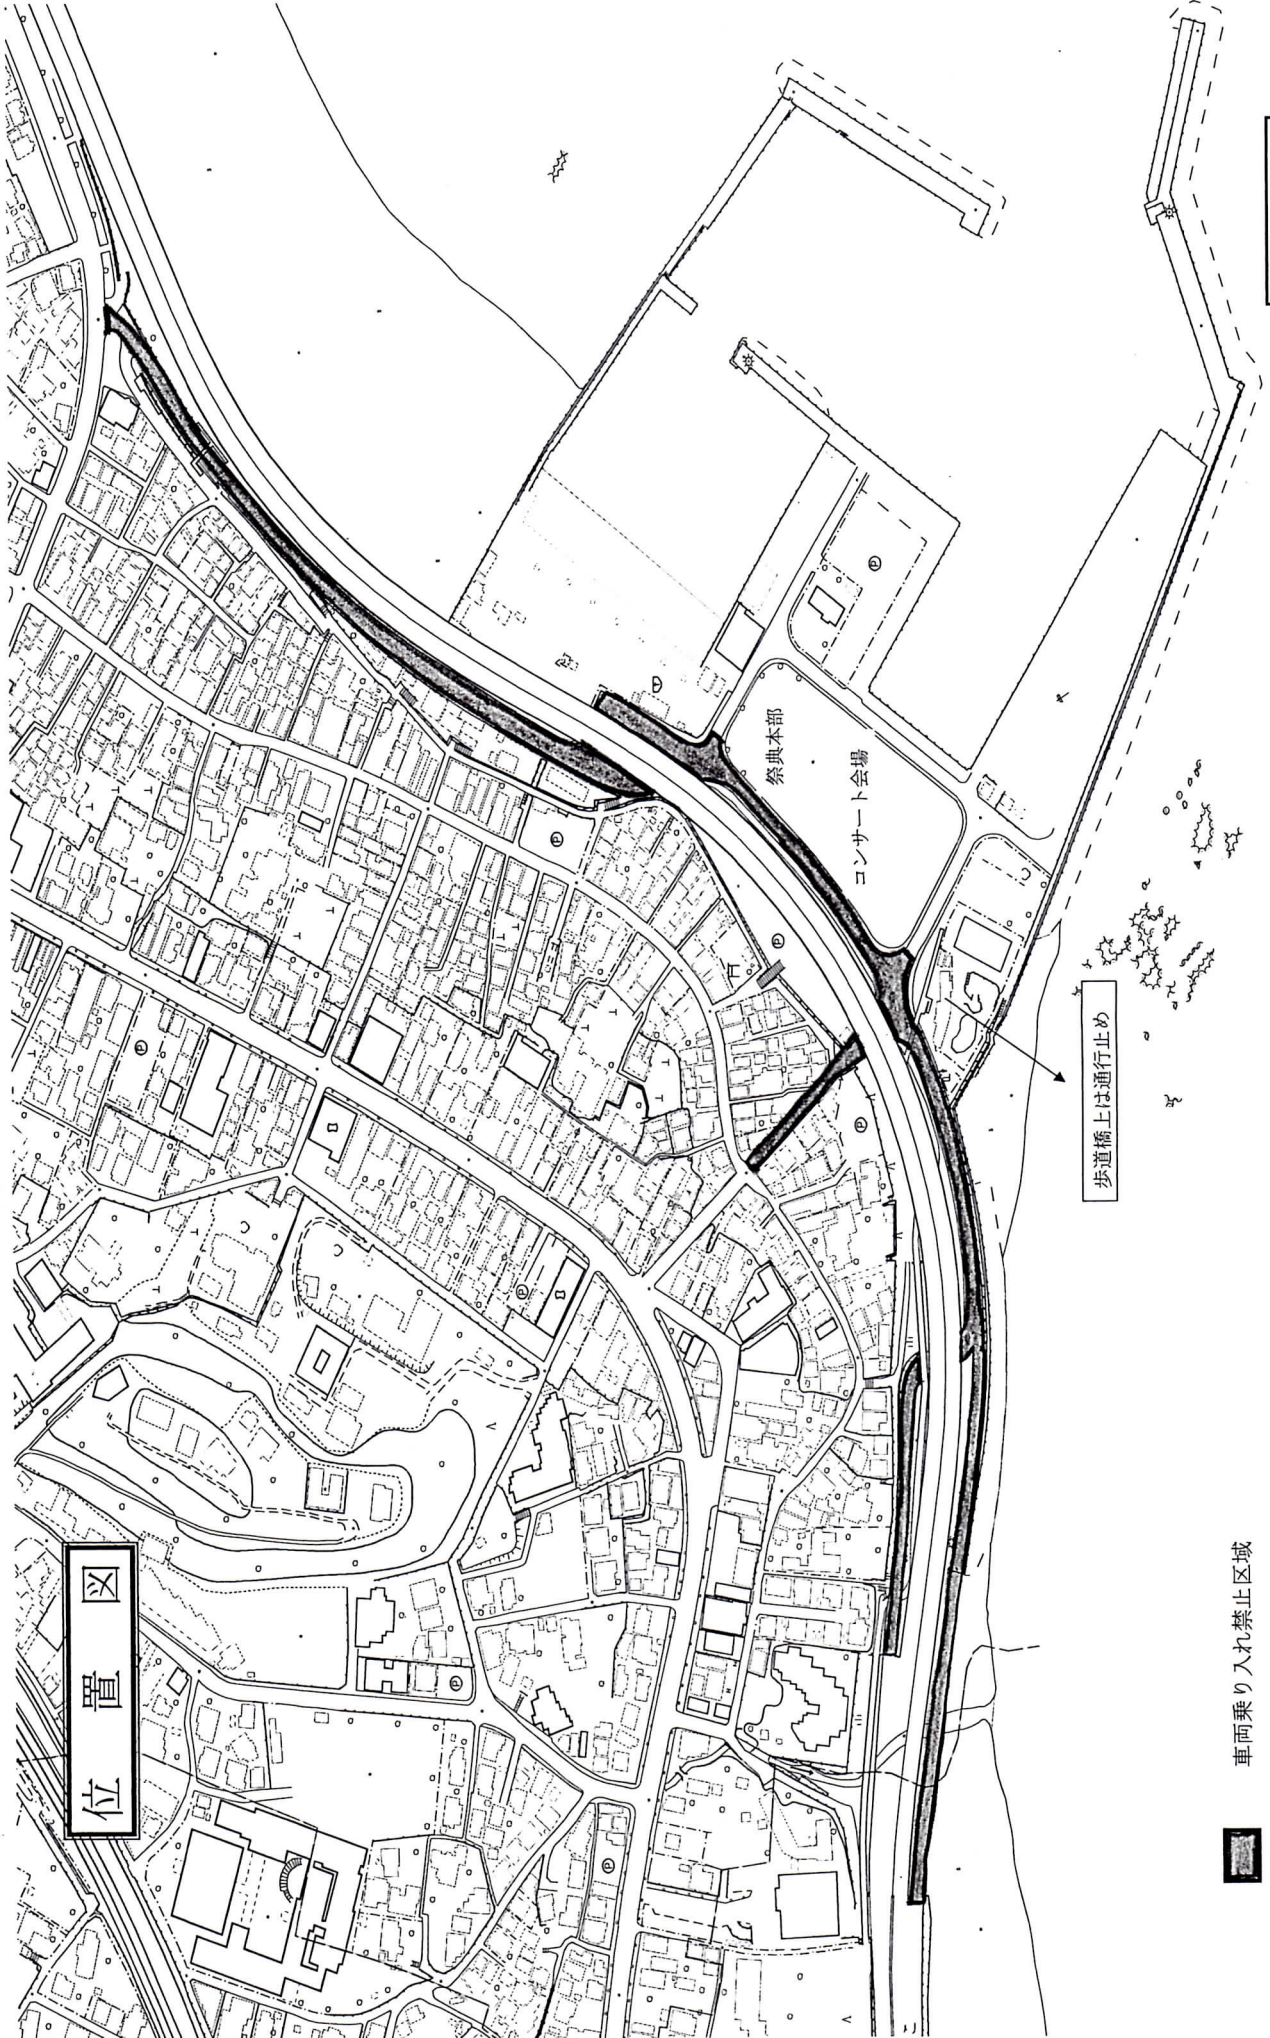 位置図
祭典本部
コンサート会場
歩道橋上は通行止め
車両乗り入れ禁止区域